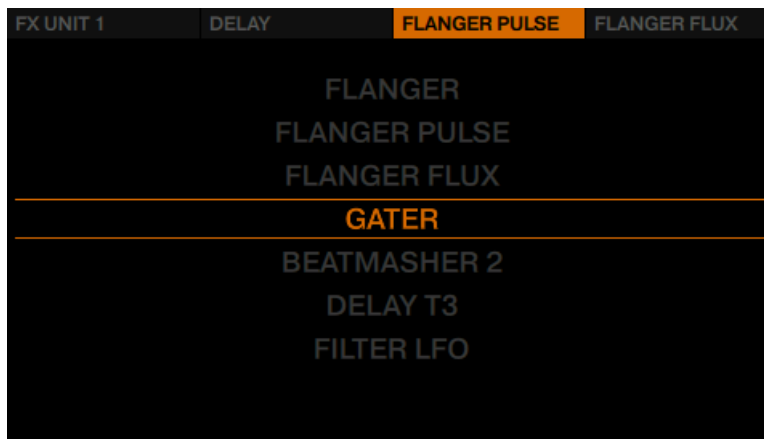 FX UNIT 1 DELAY FLANGER PULSE FLANGER FLUX
FLANGER
FLANGER PULSE
FLANGER FLUX
GATER
BEATMASHER 2
DELAY T3
FILTER LFO